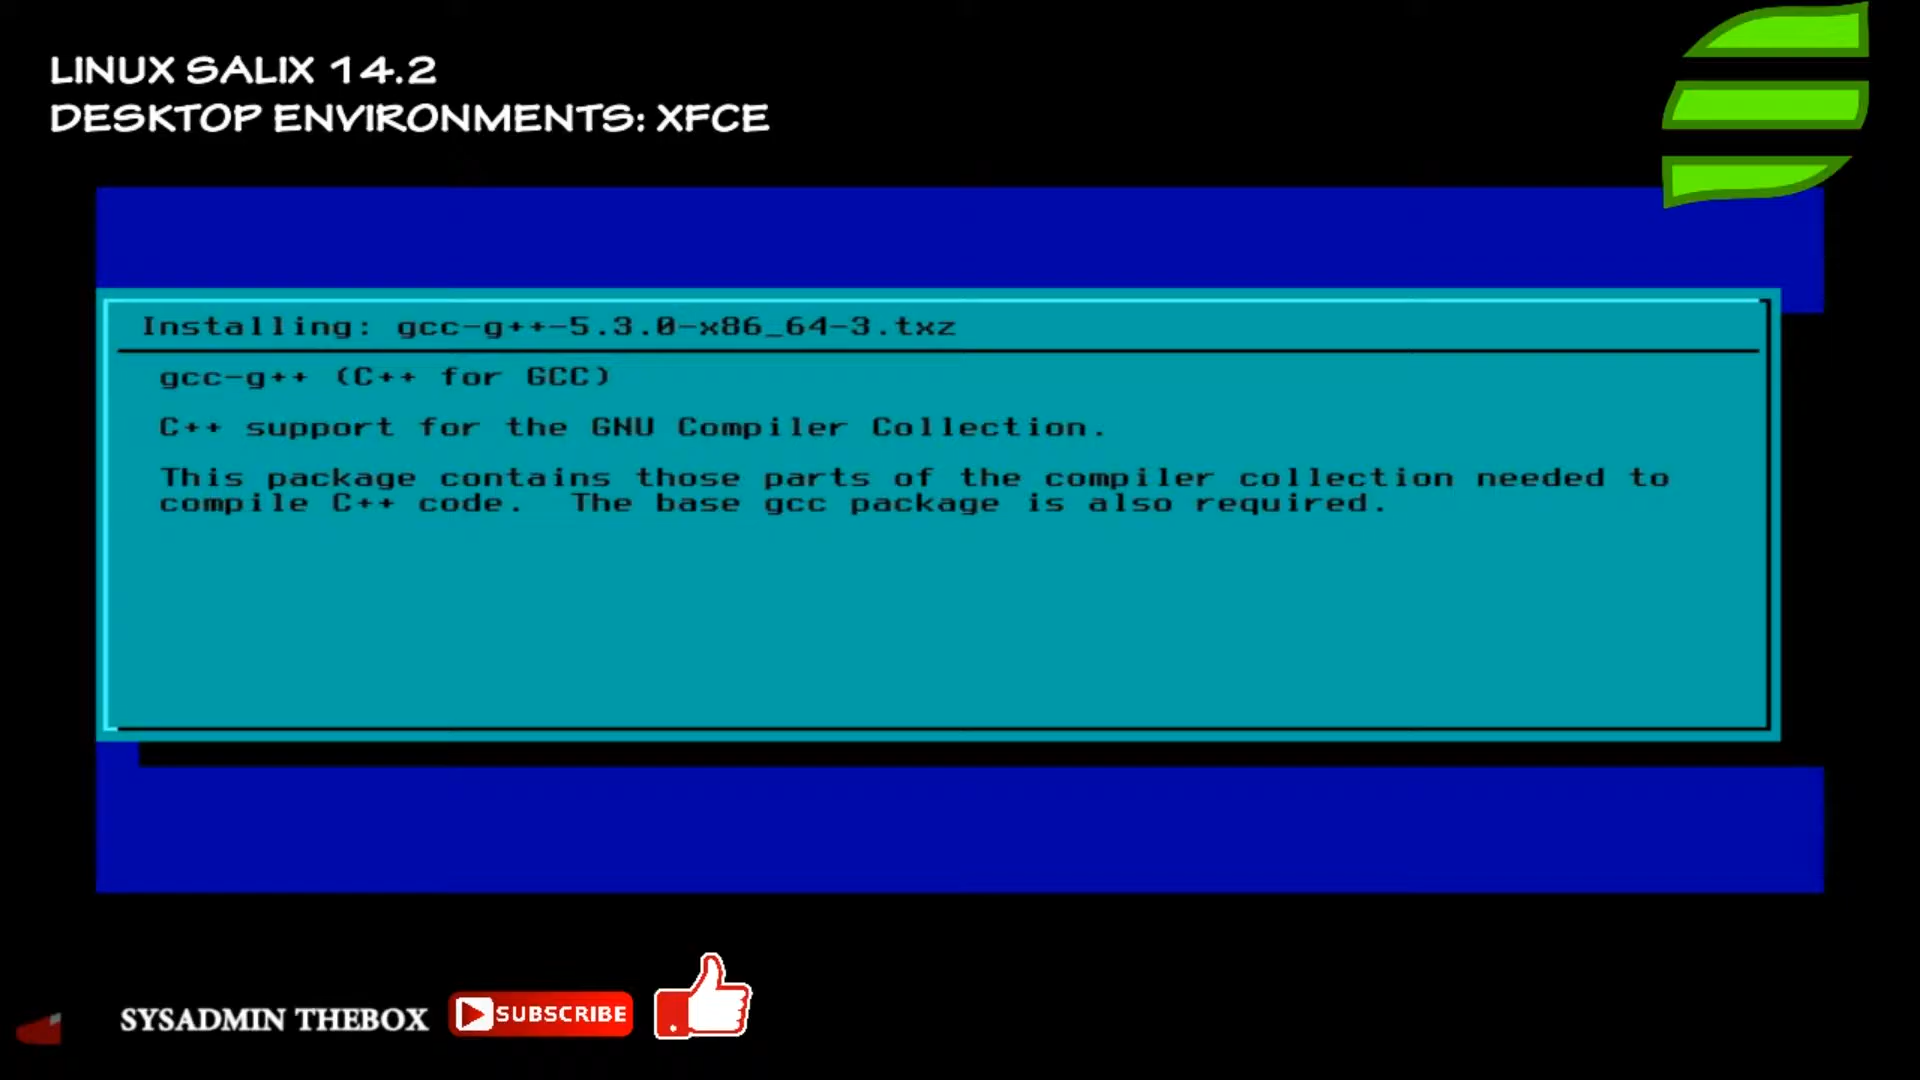 LINUX SALIX 14.2
DESKTOP ENVIRONMENTS: XFCE
Installing: gcc-g++-5.3.0-x86_64-3.txz
gcc-g++ (C++ for GCC)
C++ support for the GNU Compiler Collection.
This package contains those parts of the compiler collection needed to
compile C++ code.  The base gcc package is also required.
SYSADMIN THEBOX
SUBSCRIBE